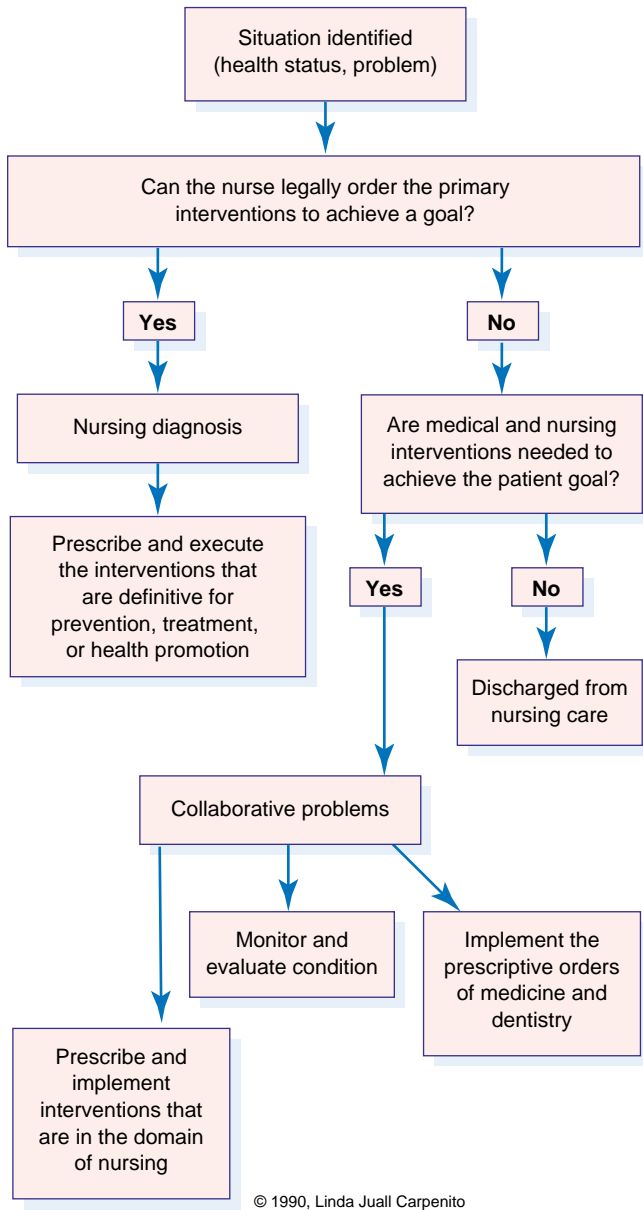 Situation identified
(health status, problem)
Can the nurse legally order the primary
interventions to achieve a goal?
Yes
No
Nursing diagnosis
Are medical and nursing
interventions needed to
achieve the patient goal?
Prescribe and execute
the interventions that
are definitive for
prevention, treatment,
or health promotion
Yes
No
Discharged from
nursing care
Collaborative problems
Monitor and
evaluate condition
Implement the
prescriptive orders
of medicine and
dentistry
Prescribe and
implement
interventions that
are in the domain
of nursing
© 1990, Linda Juall Carpenito